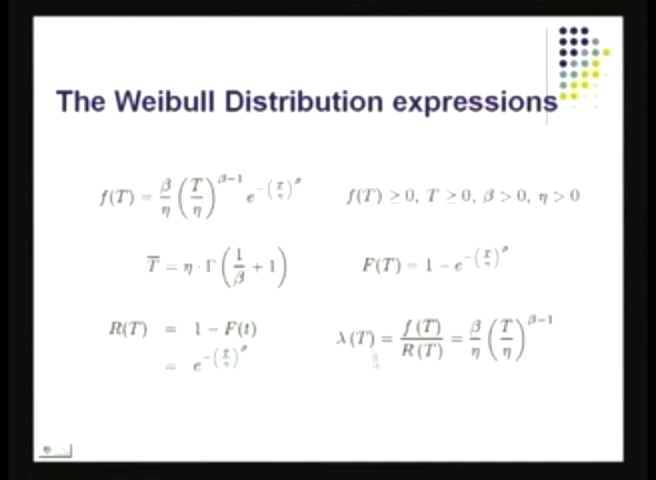 The Weibull Distribution expressions
f(T) = β/η (T/η)^(β−1) e^(−(T/η)^β)
f(T) ≥ 0, T ≥ 0, β > 0, η > 0
T̅ = η · Γ(1/β + 1)
F(T) = 1 − e^(−(T/η)^β)
R(T) = 1 − F(t)
= e^(−(T/η)^β)
λ(T) = f(T)/R(T) = β/η (T/η)^(β−1)